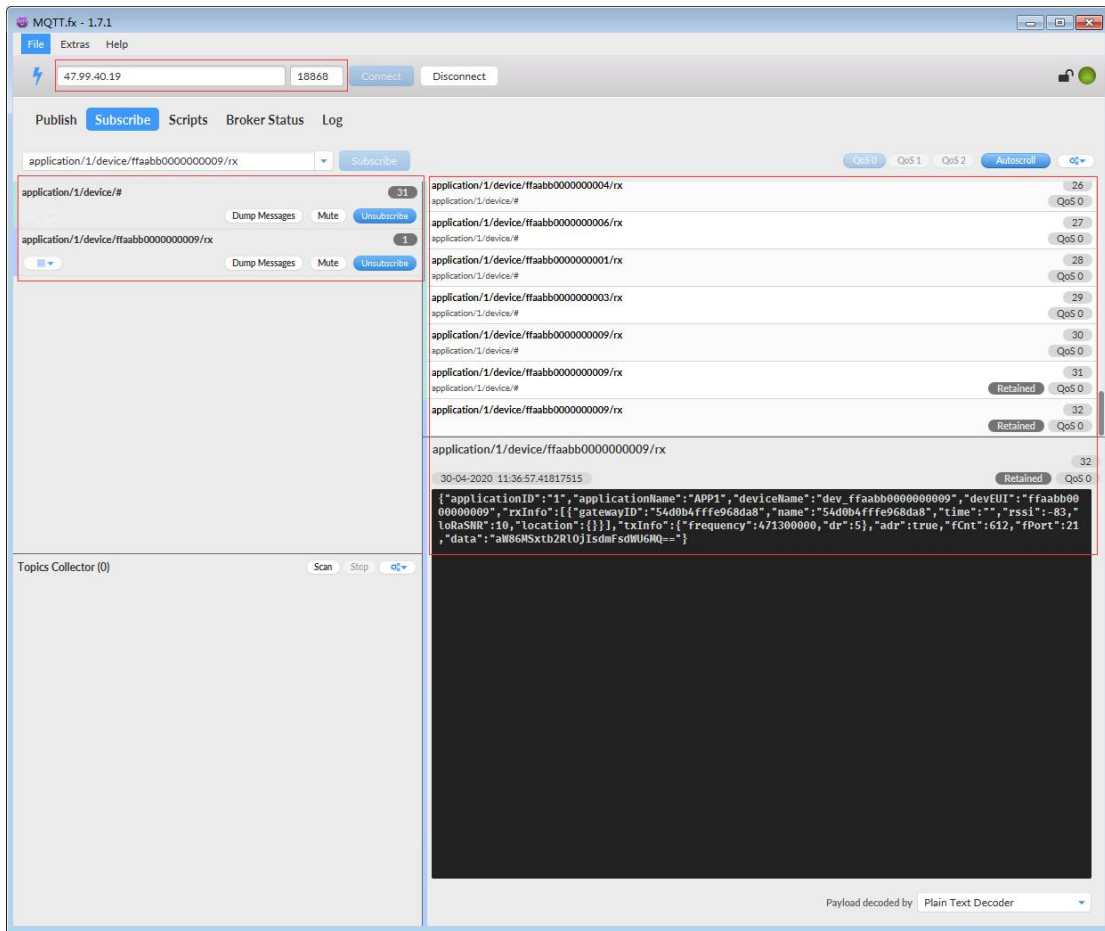 MQTT.fx - 1.7.1
File Extras Help
47.99.40.19 18868 Connect Disconnect
Publish Subscribe Scripts Broker Status Log
application/1/device/ffaabb0000000009/rx Subscribe QoS 0 QoS 1 QoS 2 Autoscroll
application/1/device/# 31
Dump Messages Mute Unsubscribe
application/1/device/ffaabb0000000009/rx 1
Dump Messages Mute Unsubscribe
application/1/device/ffaabb0000000004/rx 26
application/1/device/# QoS 0
application/1/device/ffaabb0000000006/rx 27
application/1/device/# QoS 0
application/1/device/ffaabb0000000001/rx 28
application/1/device/# QoS 0
application/1/device/ffaabb0000000003/rx 29
application/1/device/# QoS 0
application/1/device/ffaabb0000000009/rx 30
application/1/device/# QoS 0
application/1/device/ffaabb0000000009/rx 31
application/1/device/# Retained QoS 0
application/1/device/ffaabb0000000009/rx 32
Retained QoS 0
application/1/device/ffaabb0000000009/rx
32
30-04-2020 11:36:57.41817515 Retained QoS 0
{"applicationID":"1","applicationName":"APP1","deviceName":"dev_ffaabb0000000009","devEUI":"ffaabb00
00000009","rxInfo":[{"gatewayID":"54d0b4fffe968da8","name":"54d0b4fffe968da8","time":"","rssi":-83,"
loRaSNR":10,"location":{}}],"txInfo":{"frequency":471300000,"dr":5},"adr":true,"fCnt":612,"fPort":21
,"data":"aW86MSxtb2RlOjIsdmFsdWU6MQ=="}
Topics Collector (0) Scan Stop
Payload decoded by Plain Text Decoder